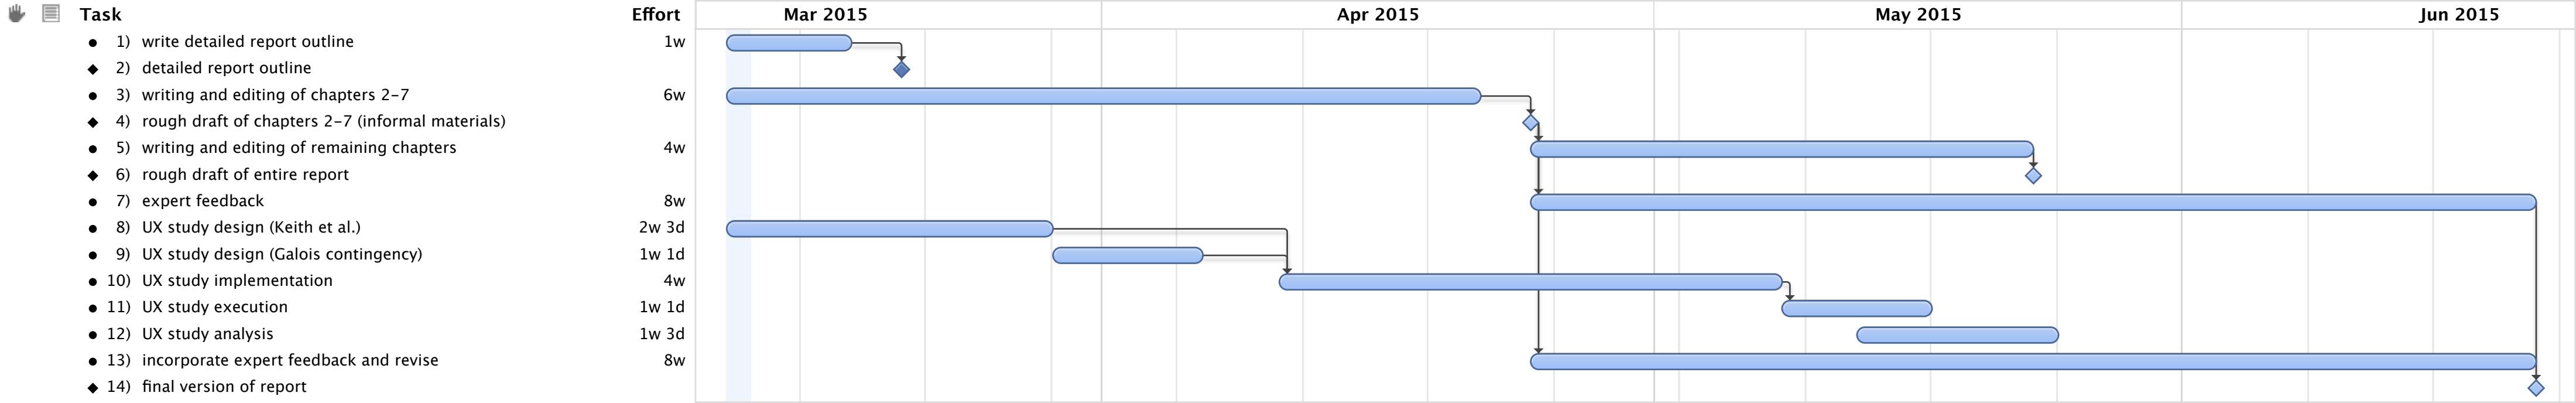 Task Effort Mar 2015 Apr 2015 May 2015 Jun 2015
1) write detailed report outline 1w
2) detailed report outline
3) writing and editing of chapters 2-7 6w
4) rough draft of chapters 2-7 (informal materials)
5) writing and editing of remaining chapters 4w
6) rough draft of entire report
7) expert feedback 8w
8) UX study design (Keith et al.) 2w 3d
9) UX study design (Galois contingency) 1w 1d
10) UX study implementation 4w
11) UX study execution 1w 1d
12) UX study analysis 1w 3d
13) incorporate expert feedback and revise 8w
14) final version of report